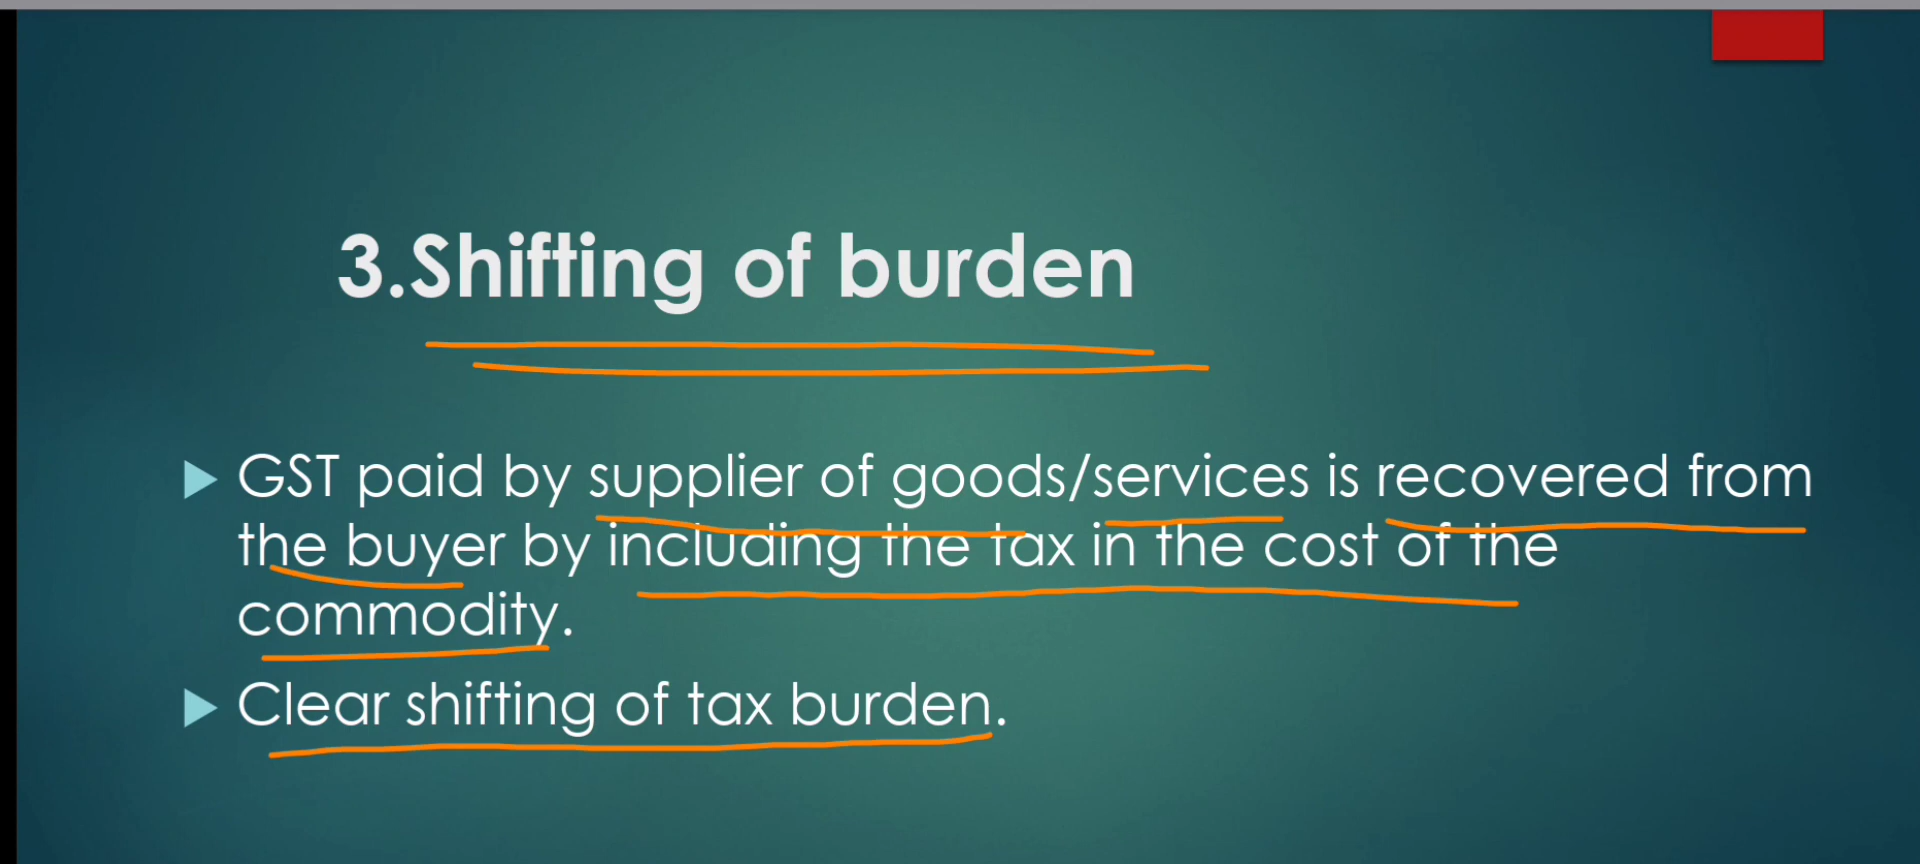 3.Shifting of burden
GST paid by supplier of goods/services is recovered from
the buyer by including the tax in the cost of the
commodity.
Clear shifting of tax burden.